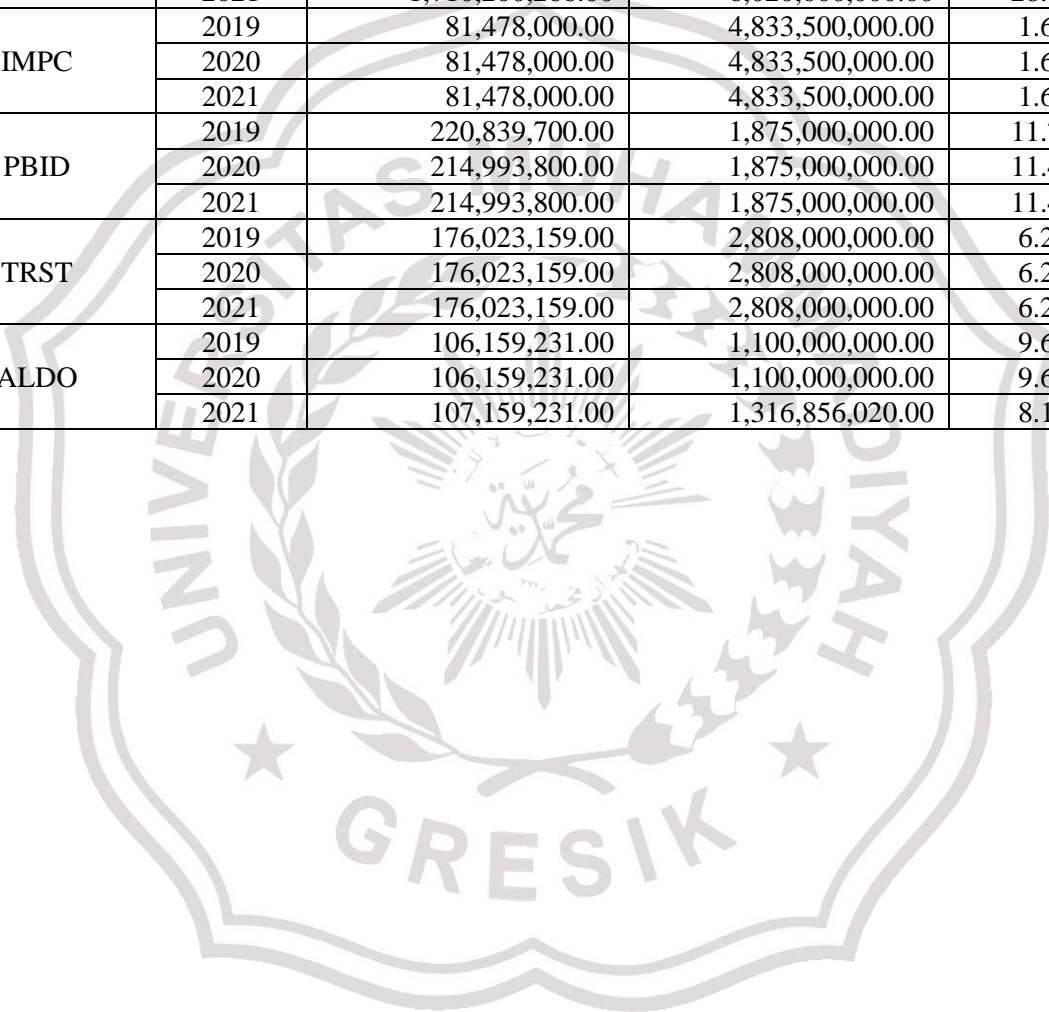 2019 81,478,000.00 4,833,500,000.00 1.6
IMPC 2020 81,478,000.00 4,833,500,000.00 1.6
2021 81,478,000.00 4,833,500,000.00 1.6
2019 220,839,700.00 1,875,000,000.00 11.
PBID 2020 214,993,800.00 1,875,000,000.00 11.4
2021 214,993,800.00 1,875,000,000.00 11.4
2019 176,023,159.00 2,808,000,000.00 6.2
TRST 2020 176,023,159.00 2,808,000,000.00 6.2
2021 176,023,159.00 2,808,000,000.00 6.2
2019 106,159,231.00 1,100,000,000.00 9.6
ALDO 2020 106,159,231.00 1,100,000,000.00 9.6
2021 107,159,231.00 1,316,856,020.00 8.1
UNIVERSITAS MUHAMMADIYAH
GRESIK